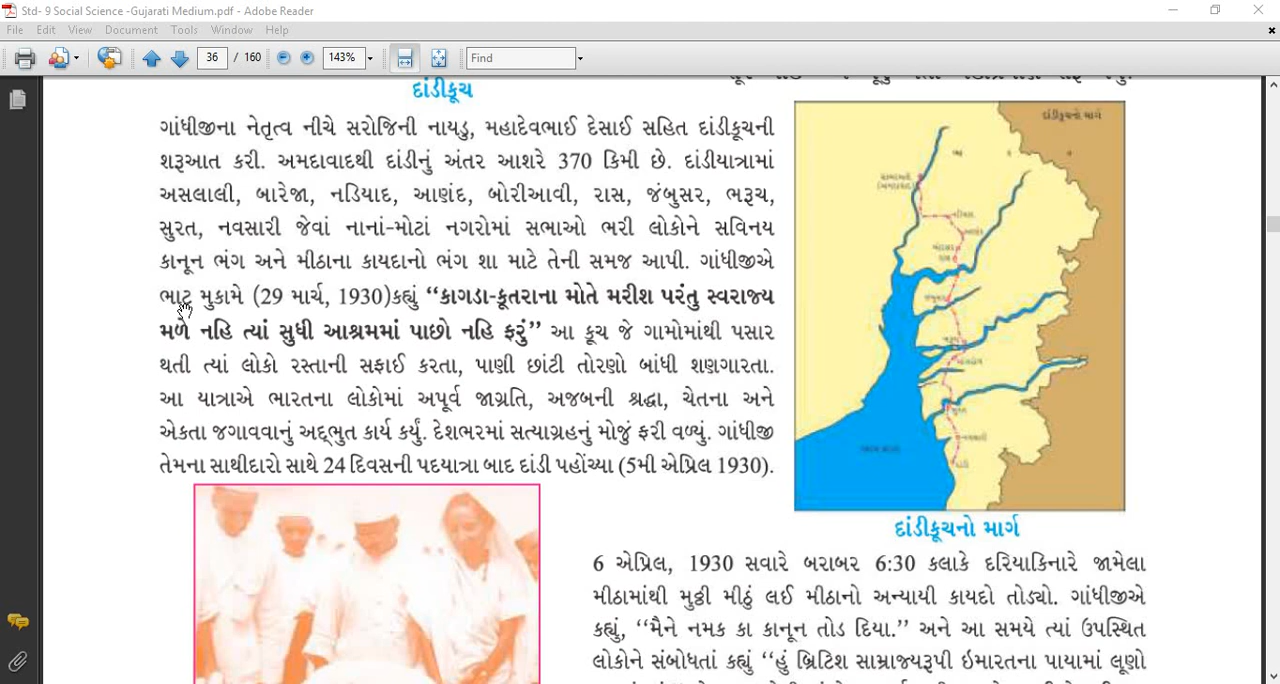 Std- 9 Social Science -Gujarati Medium.pdf - Adobe Reader
File Edit View Document Tools Window Help
36 / 160 143% Find
દાંડીકૂચ
ગાંધીજીના નેતૃત્વ નીચે સરોજિની નાયડુ, મહાદેવભાઈ દેસાઈ સહિત દાંડીકૂચની
શરૂઆત કરી. અમદાવાદથી દાંડીનું અંતર આશરે 370 કિમી છે. દાંડીયાત્રામાં
અસલાલી, બારેજા, નડિયાદ, આણંદ, બોરીઆવી, રાસ, જંબુસર, ભરૂચ,
સુરત, નવસારી જેવાં નાનાં-મોટાં નગરોમાં સભાઓ ભરી લોકોને સવિનય
કાનૂન ભંગ અને મીઠાના કાયદાનો ભંગ શા માટે તેની સમજ આપી. ગાંધીજીએ
ભાટ મુકામે (29 માર્ચ, 1930)કહ્યું “કાગડા-કૂતરાના મોતે મરીશ પરંતુ સ્વરાજ્ય
મળે નહિ ત્યાં સુધી આશ્રમમાં પાછો નહિ ફરું” આ કૂચ જે ગામોમાંથી પસાર
થતી ત્યાં લોકો રસ્તાની સફાઈ કરતા, પાણી છાંટી તોરણો બાંધી શણગારતા.
આ યાત્રાએ ભારતના લોકોમાં અપૂર્વ જાગ્રતિ, અજબની શ્રદ્ધા, ચેતના અને
એકતા જગાવવાનું અદ્ભુત કાર્ય કર્યું. દેશભરમાં સત્યાગ્રહનું મોજું ફરી વળ્યું. ગાંધીજી
તેમના સાથીદારો સાથે 24 દિવસની પદયાત્રા બાદ દાંડી પહોંચ્યા (5મી એપ્રિલ 1930).
દાંડીકૂચનો માર્ગ
દાંડીકૂચનો માર્ગ
6 એપ્રિલ, 1930 સવારે બરાબર 6:30 કલાકે દરિયાકિનારે જામેલા
મીઠામાંથી મુઠ્ઠી મીઠું લઈ મીઠાનો અન્યાયી કાયદો તોડ્યો. ગાંધીજીએ
કહ્યું, “મૈને નમક કા કાનૂન તોડ દિયા.” અને આ સમયે ત્યાં ઉપસ્થિત
લોકોને સંબોધતાં કહ્યું “હું બ્રિટિશ સામ્રાજ્યરૂપી ઇમારતના પાયામાં લૂણો